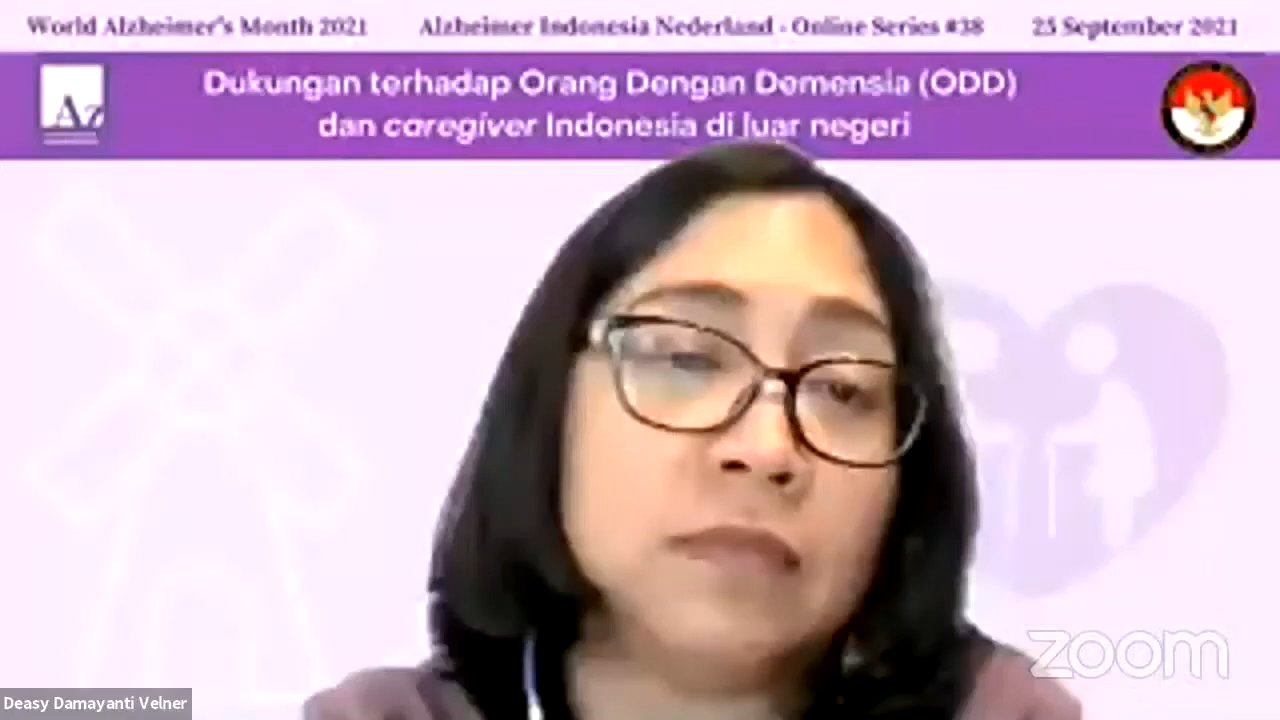 World Alzheimer's Month 2021 Alzheimer Indonesia Nederland - Online Series #38 25 September 2021
Dukungan terhadap Orang Dengan Demensia (ODD)
dan caregiver Indonesia di luar negeri
Az
zoom
Deasy Damayanti Velner